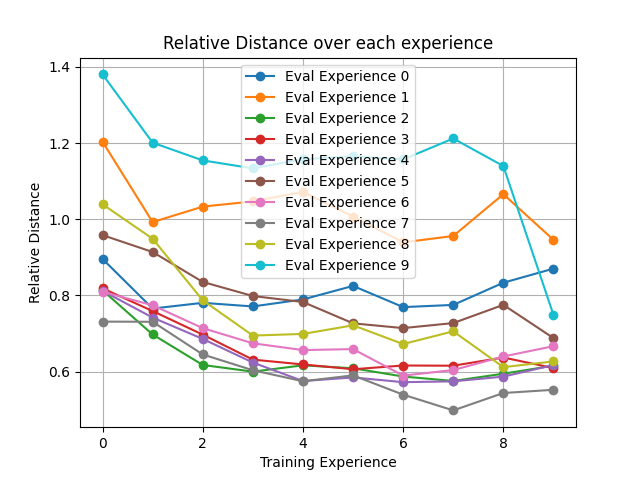 Relative Distance over each experience
Relative Distance
1.4
1.2
1.0
0.8
0.6
Eval Experience 0
Eval Experience 1
Eval Experience 2
Eval Experience 3
Eval Experience 4
Eval Experience 5
Eval Experience 6
Eval Experience 7
Eval Experience 8
Eval Experience 9
0 2 4 6 8
Training Experience